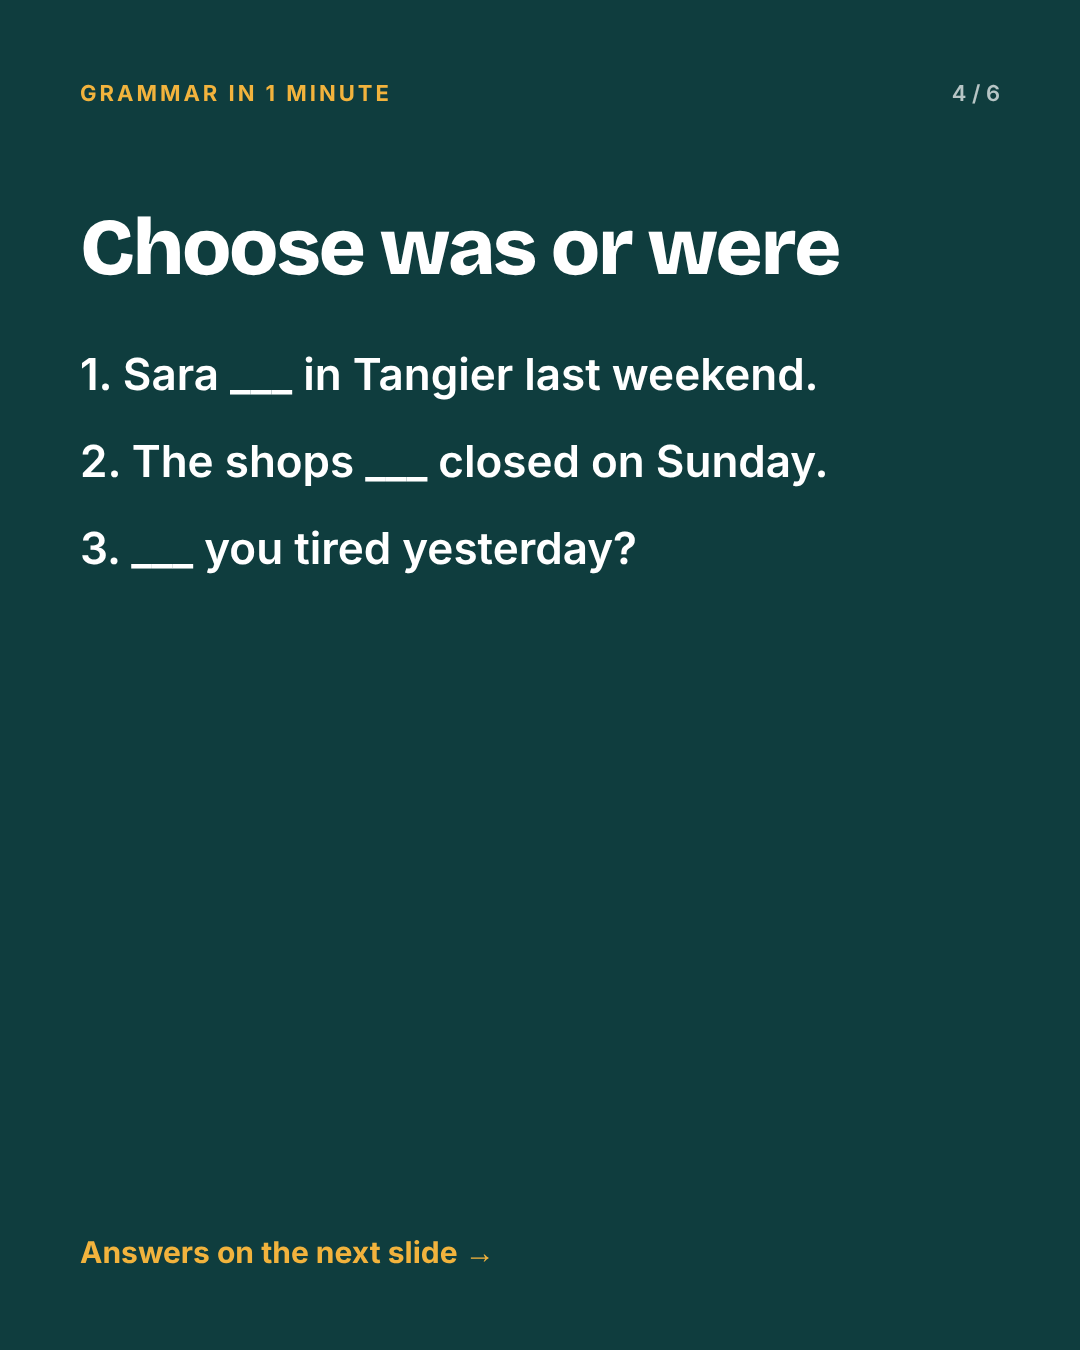 GRAMMAR IN 1 MINUTE
4 / 6
Choose was or were
1. Sara ___ in Tangier last weekend.
2. The shops ___ closed on Sunday.
3. ___ you tired yesterday?
Answers on the next slide →